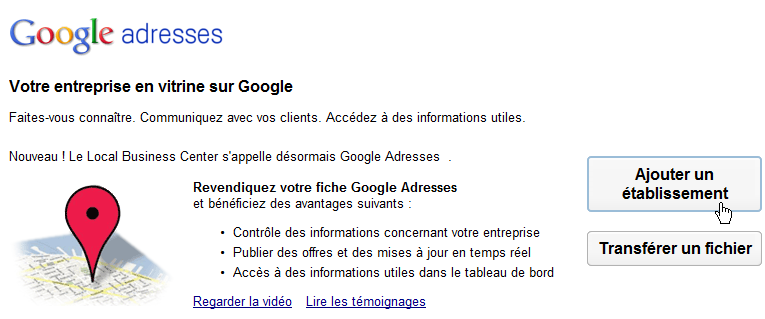 Google adresses
Votre entreprise en vitrine sur Google
Faites-vous connaître. Communiquez avec vos clients. Accédez à des informations utiles.
Nouveau ! Le Local Business Center s'appelle désormais Google Adresses .
Revendiquez votre fiche Google Adresses
et bénéficiez des avantages suivants :
• Contrôle des informations concernant votre entreprise
• Publier des offres et des mises à jour en temps réel
• Accès à des informations utiles dans le tableau de bord
Regarder la vidéo Lire les témoignages
Ajouter un
établissement
Transférer un fichier